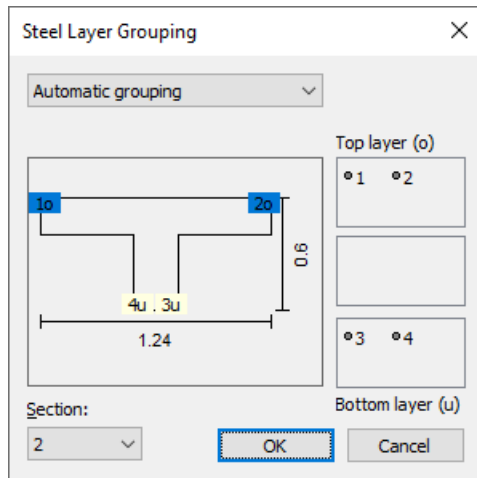 Steel Layer Grouping
Automatic grouping
Top layer (o)
1 2
1o 2o
0.6
4u . 3u
1.24
3 4
Section:
Bottom layer (u)
2
OK
Cancel